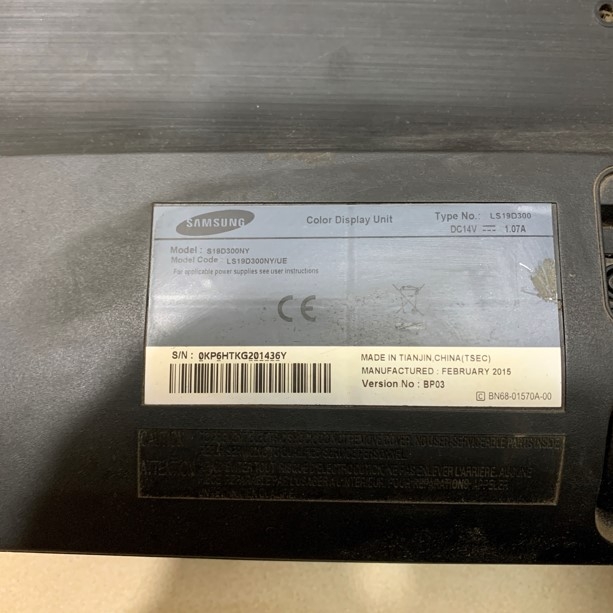 SAMSUNG
Color Display Unit
Type No.: LS19D300
DC14V ⎓ 1.07A
Model : S19D300NY
Model Code : LS19D300NY/UE
For applicable power supplies see user instructions
CE
S/N : 0KP6HTKG201436Y
MADE IN TIANJIN,CHINA(TSEC)
MANUFACTURED : FEBRUARY 2015
Version No : BP03
C BN68-01570A-00